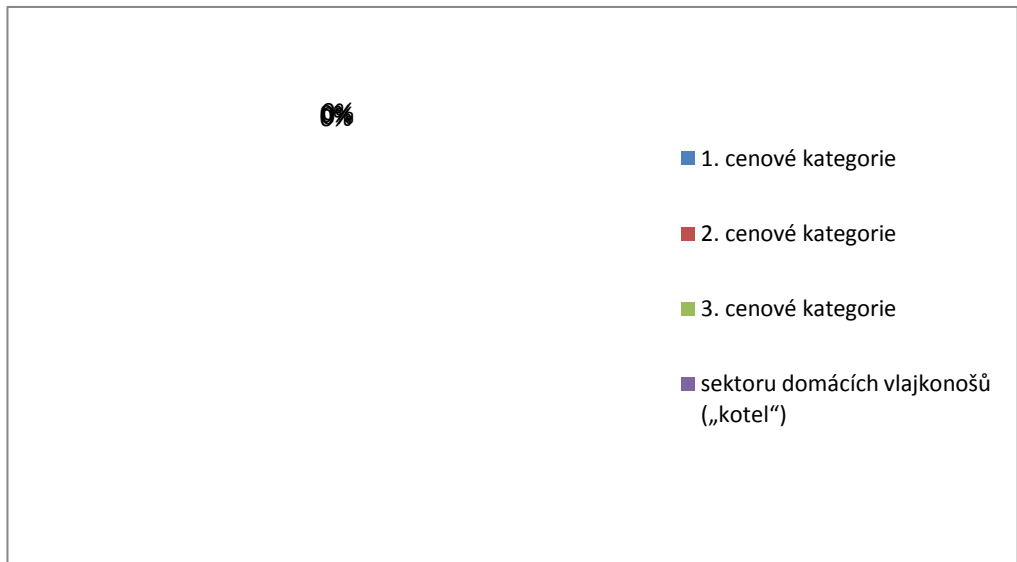 0%
1. cenové kategorie
2. cenové kategorie
3. cenové kategorie
sektoru domácích vlajkonošů
(„kotel“)